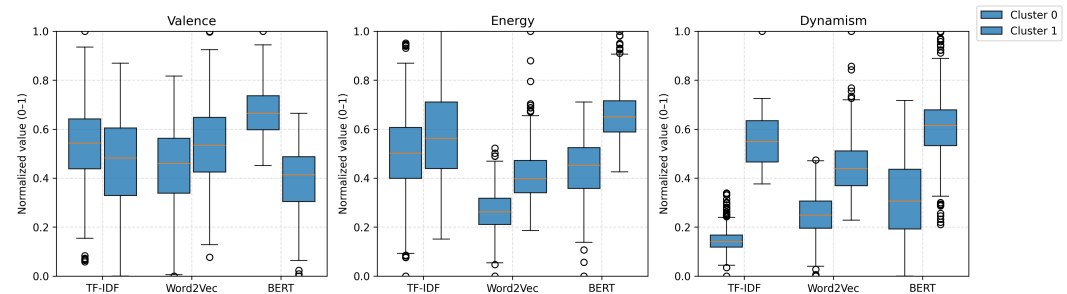 Valence
Energy
Dynamism
Cluster 0
Cluster 1
Normalized value (0–1)
1.0
0.8
0.6
0.4
0.2
0.0
TF-IDF
Word2Vec
BERT
Normalized value (0–1)
1.0
0.8
0.6
0.4
0.2
0.0
TF-IDF
Word2Vec
BERT
Normalized value (0–1)
1.0
0.8
0.6
0.4
0.2
0.0
TF-IDF
Word2Vec
BERT